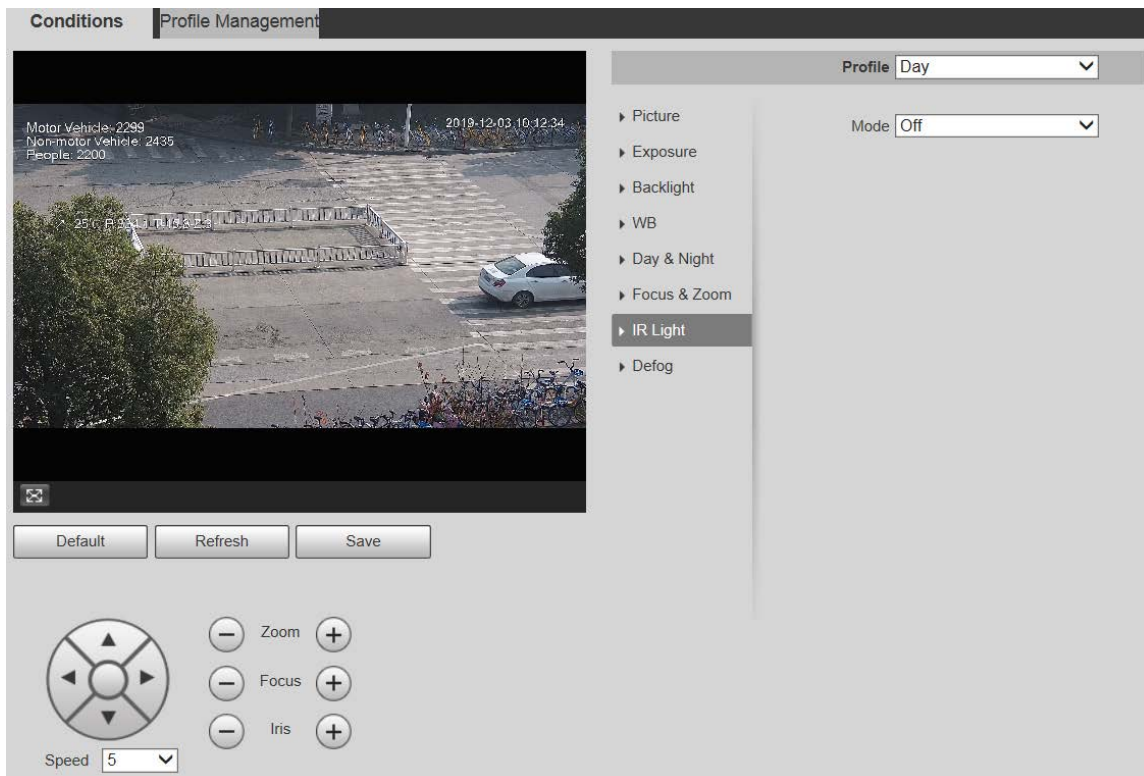 Conditions
Profile Management
Profile Day
Motor Vehicle: 2299
Non-motor Vehicle: 2435
People: 2200
2019-12-03 10:12:34
Picture
Exposure
Backlight
WB
Day & Night
Focus & Zoom
IR Light
Defog
Mode Off
Default
Refresh
Save
Zoom
Focus
Iris
Speed 5